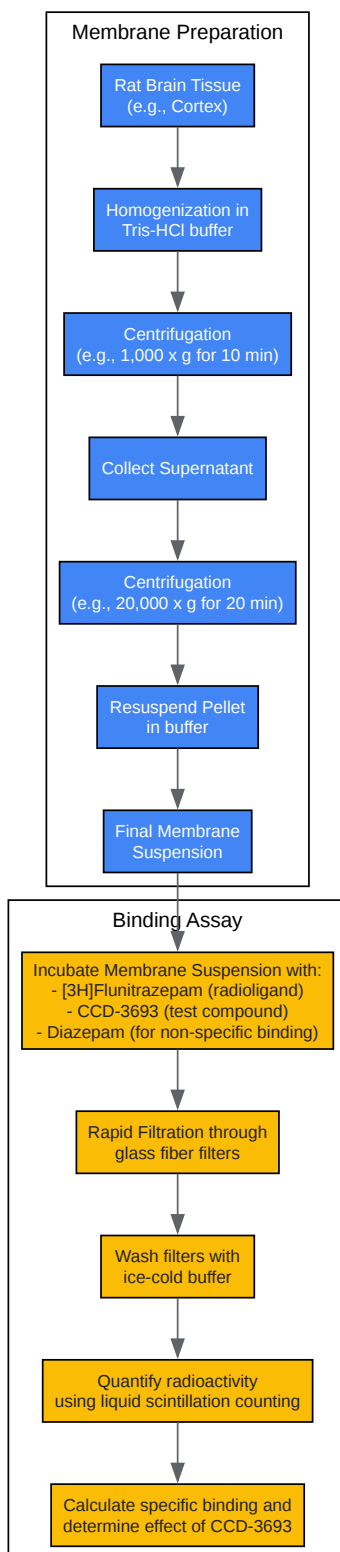 Membrane Preparation
Rat Brain Tissue
(e.g., Cortex)
Homogenization in
Tris-HCl buffer
Centrifugation
(e.g., 1,000 x g for 10 min)
Collect Supernatant
Centrifugation
(e.g., 20,000 x g for 20 min)
Resuspend Pellet
in buffer
Final Membrane
Suspension
Binding Assay
Incubate Membrane Suspension with:
- [3H]Flunitrazepam (radioligand)
- CCD-3693 (test compound)
- Diazepam (for non-specific binding)
Rapid Filtration through
glass fiber filters
Wash filters with
ice-cold buffer
Quantify radioactivity
using liquid scintillation counting
Calculate specific binding and
determine effect of CCD-3693